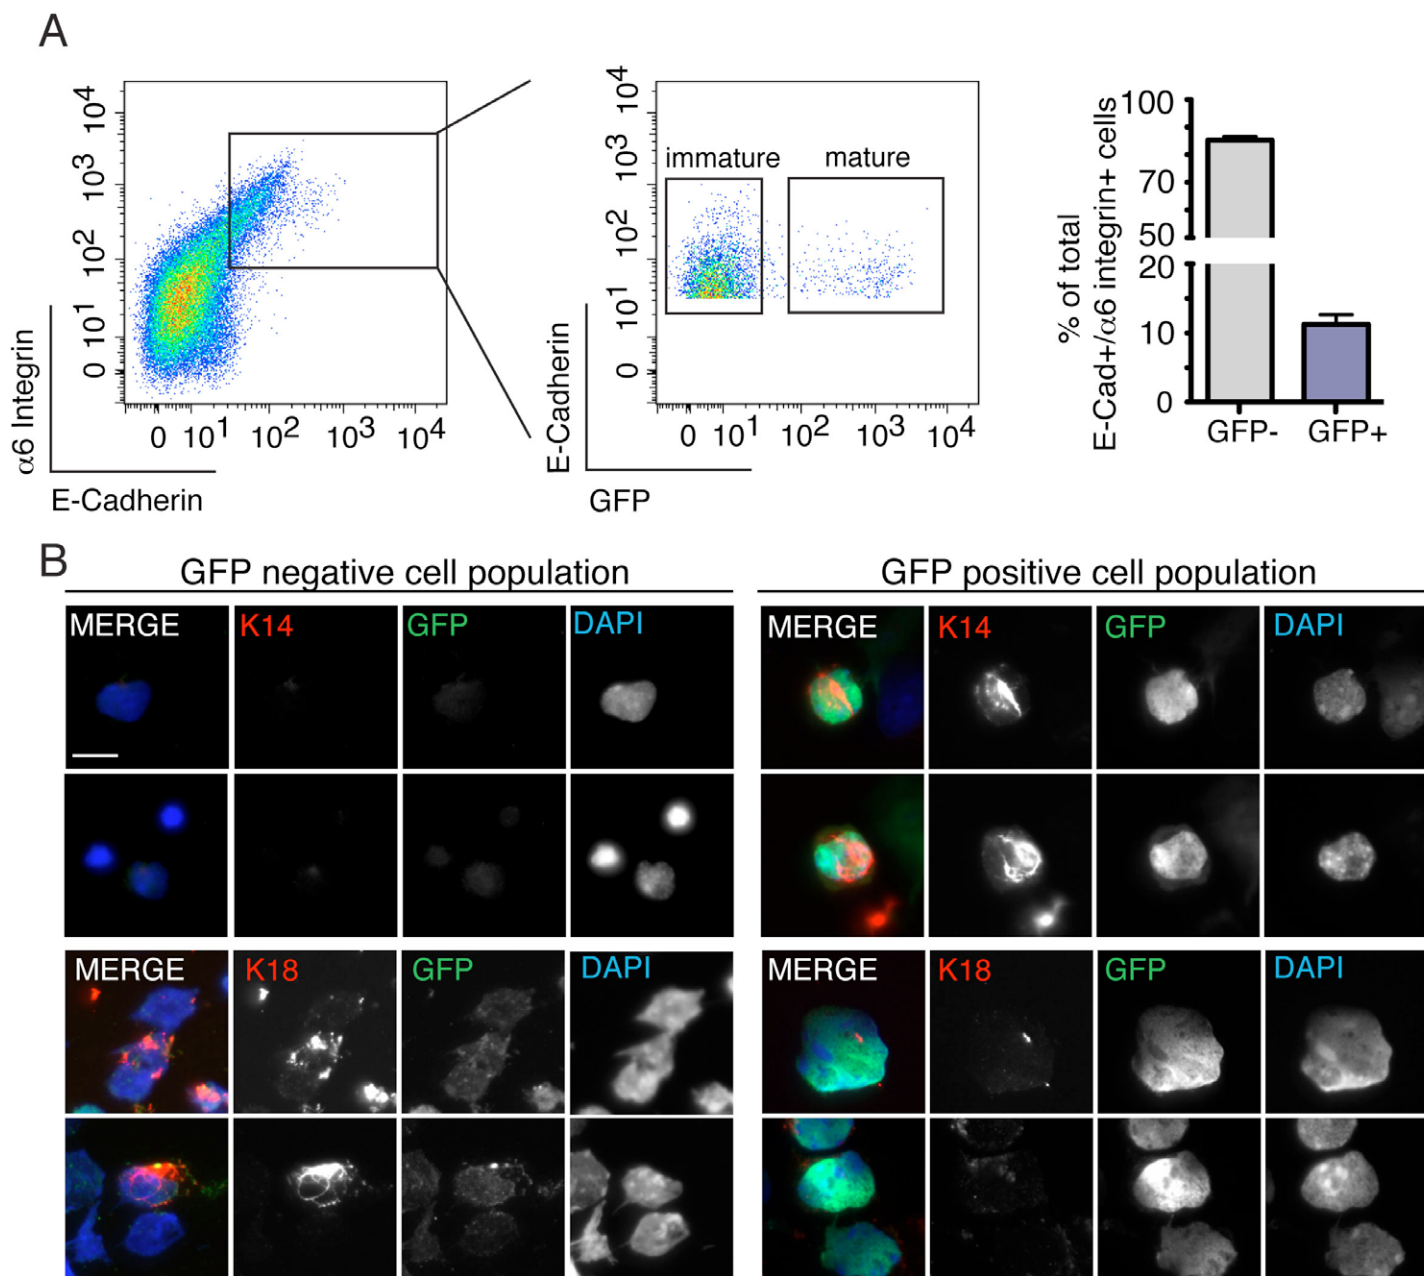 A
α6 Integrin
10⁴
10³
10²
10¹
0
0 10¹ 10² 10³ 10⁴
E-Cadherin
E-Cadherin
10⁴
10³
10²
10¹
0
immature mature
0 10¹ 10² 10³ 10⁴
GFP
% of total
E-Cad+/α6 integrin+ cells
100
70
50
20
10
0
GFP- GFP+
B
GFP negative cell population
GFP positive cell population
MERGE K14 GFP DAPI
MERGE K14 GFP DAPI
MERGE K18 GFP DAPI
MERGE K18 GFP DAPI